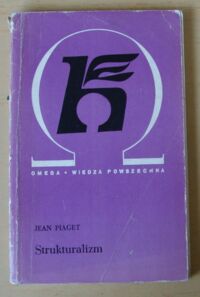 OMEGA • WIEDZA POWSZECHNA
JEAN PIAGET
Strukturalizm